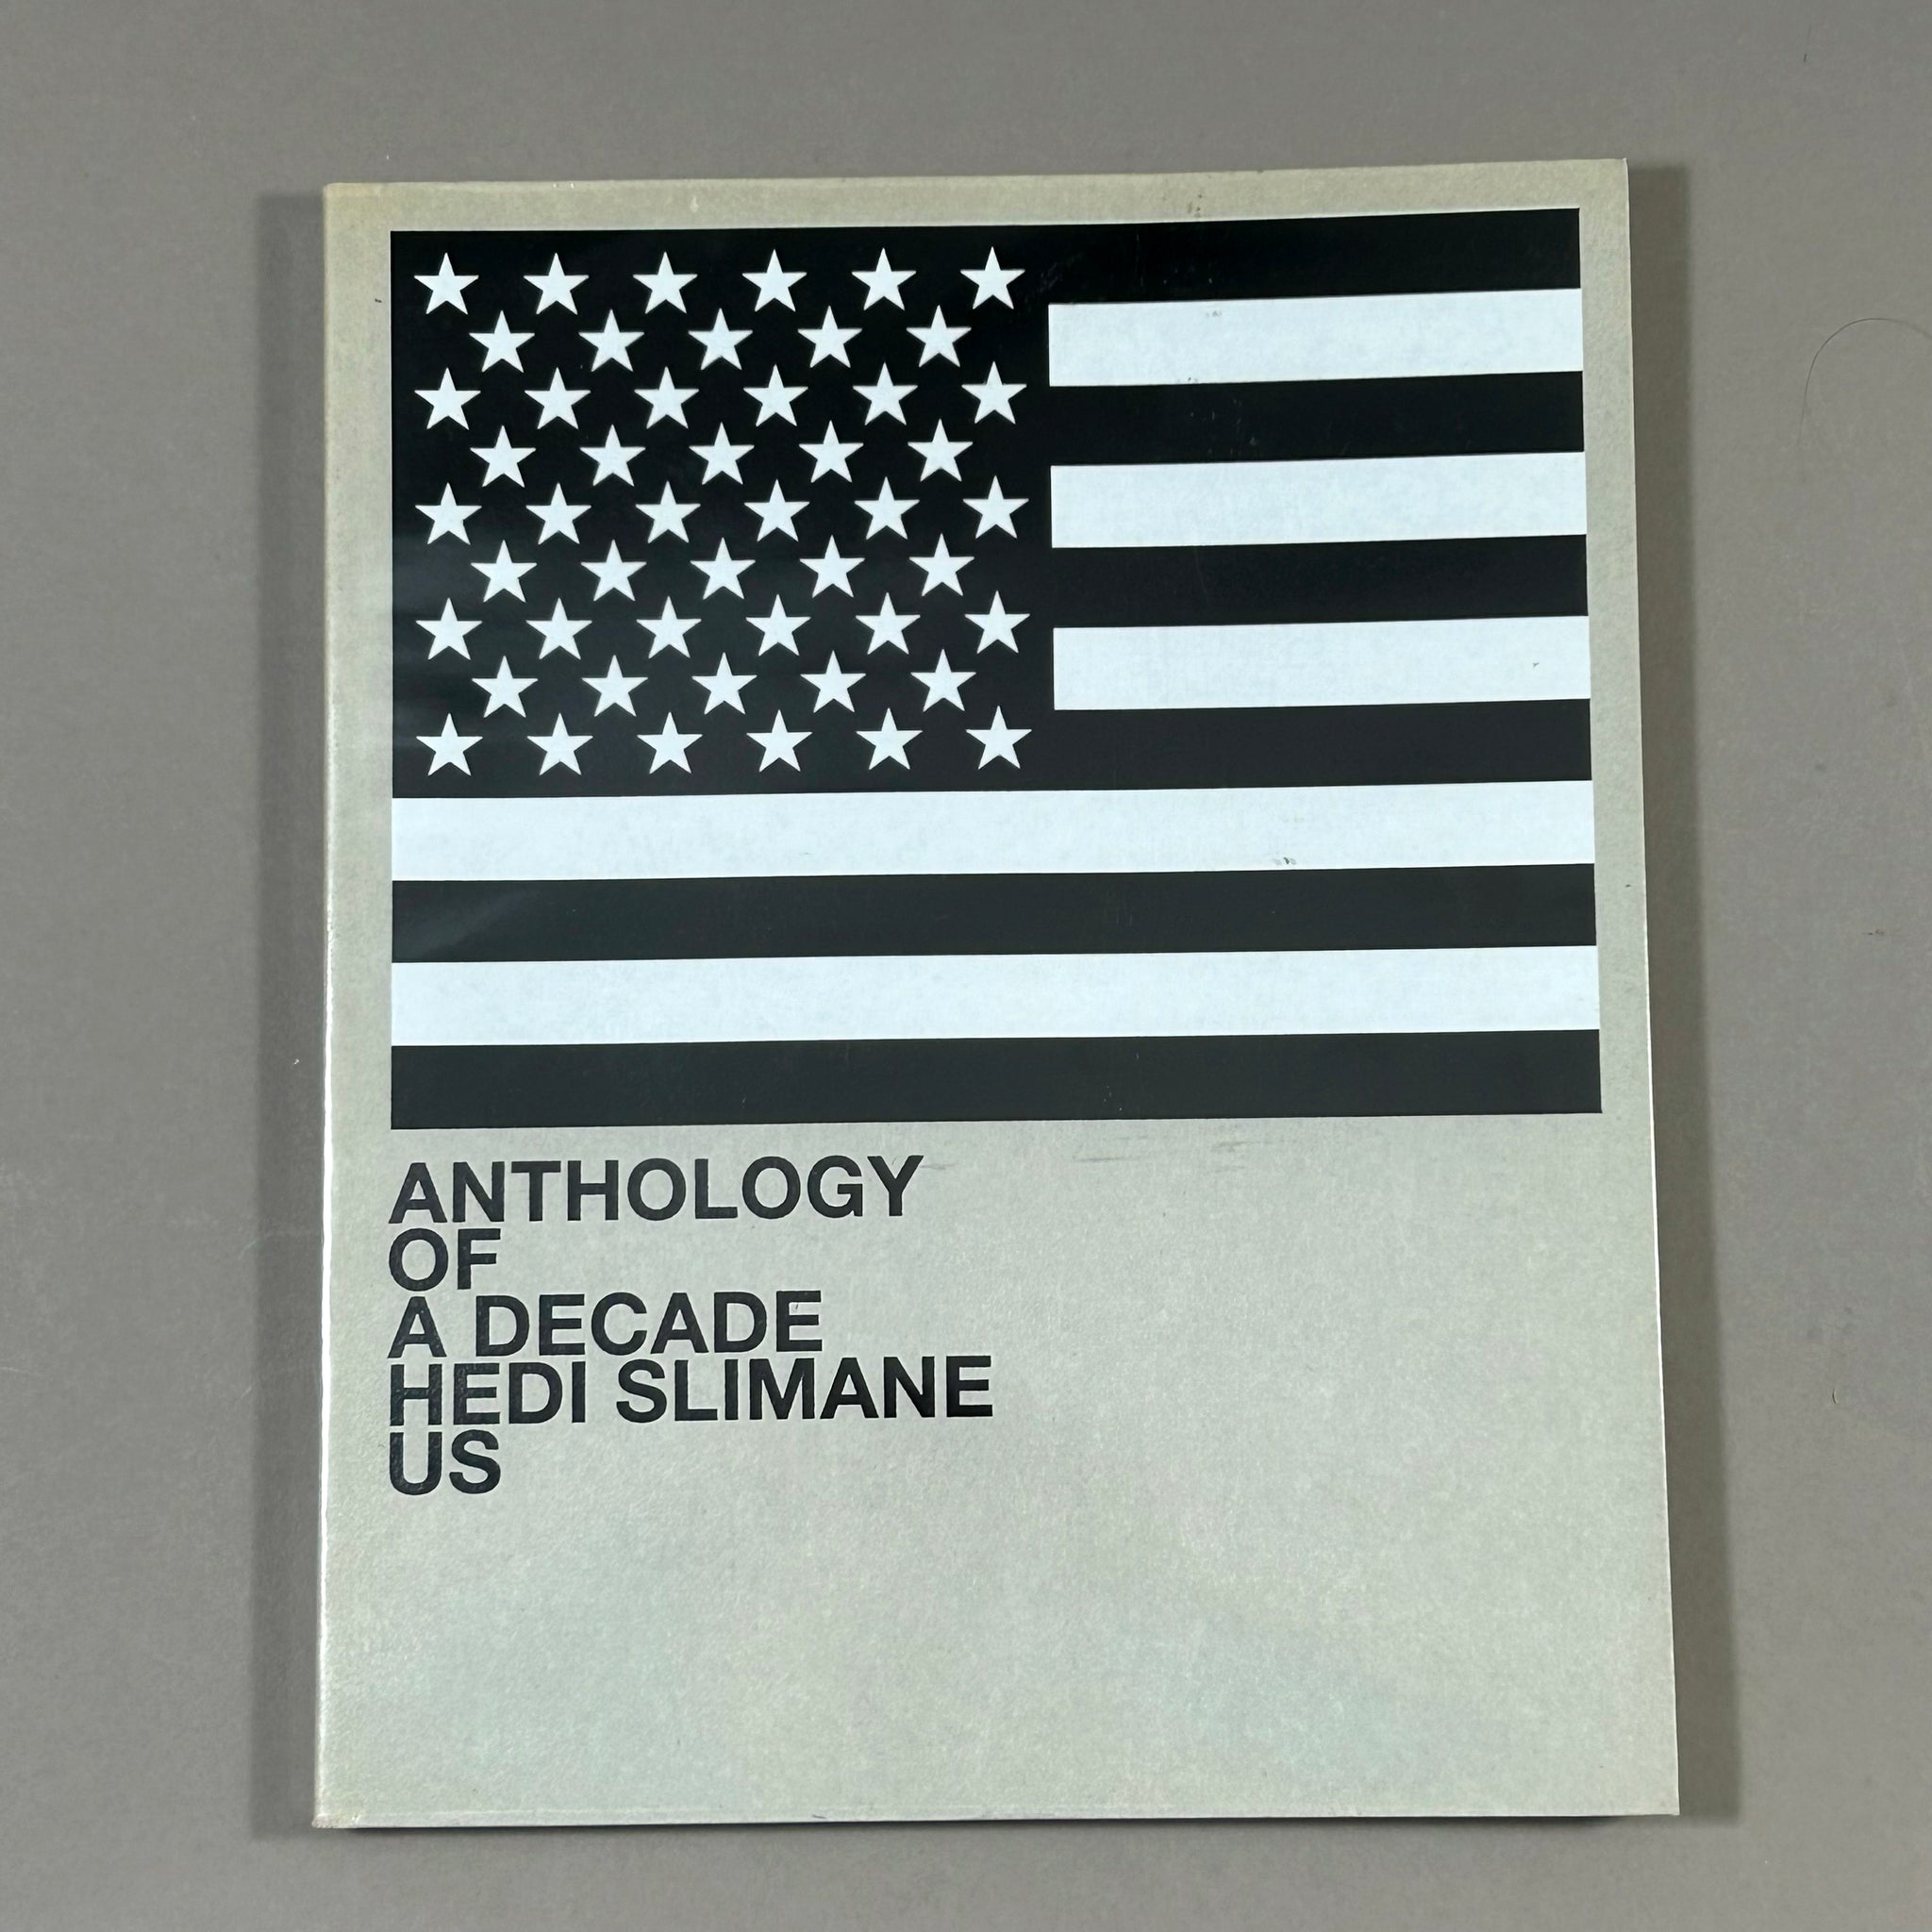 ANTHOLOGY
OF
A DECADE
HEDI SLIMANE
US